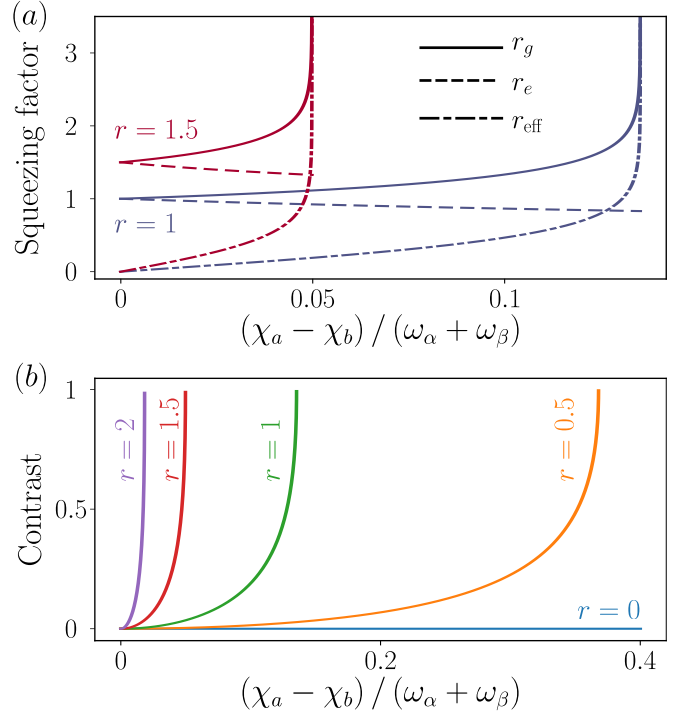 (a)
Squeezing factor
3
2
1
0
r = 1.5
r = 1
r_g
r_e
r_eff
0
0.05
0.1
(χ_a − χ_b) / (ω_α + ω_β)
(b)
Contrast
1
0.5
0
r = 2
r = 1.5
r = 1
r = 0.5
r = 0
0
0.2
0.4
(χ_a − χ_b) / (ω_α + ω_β)